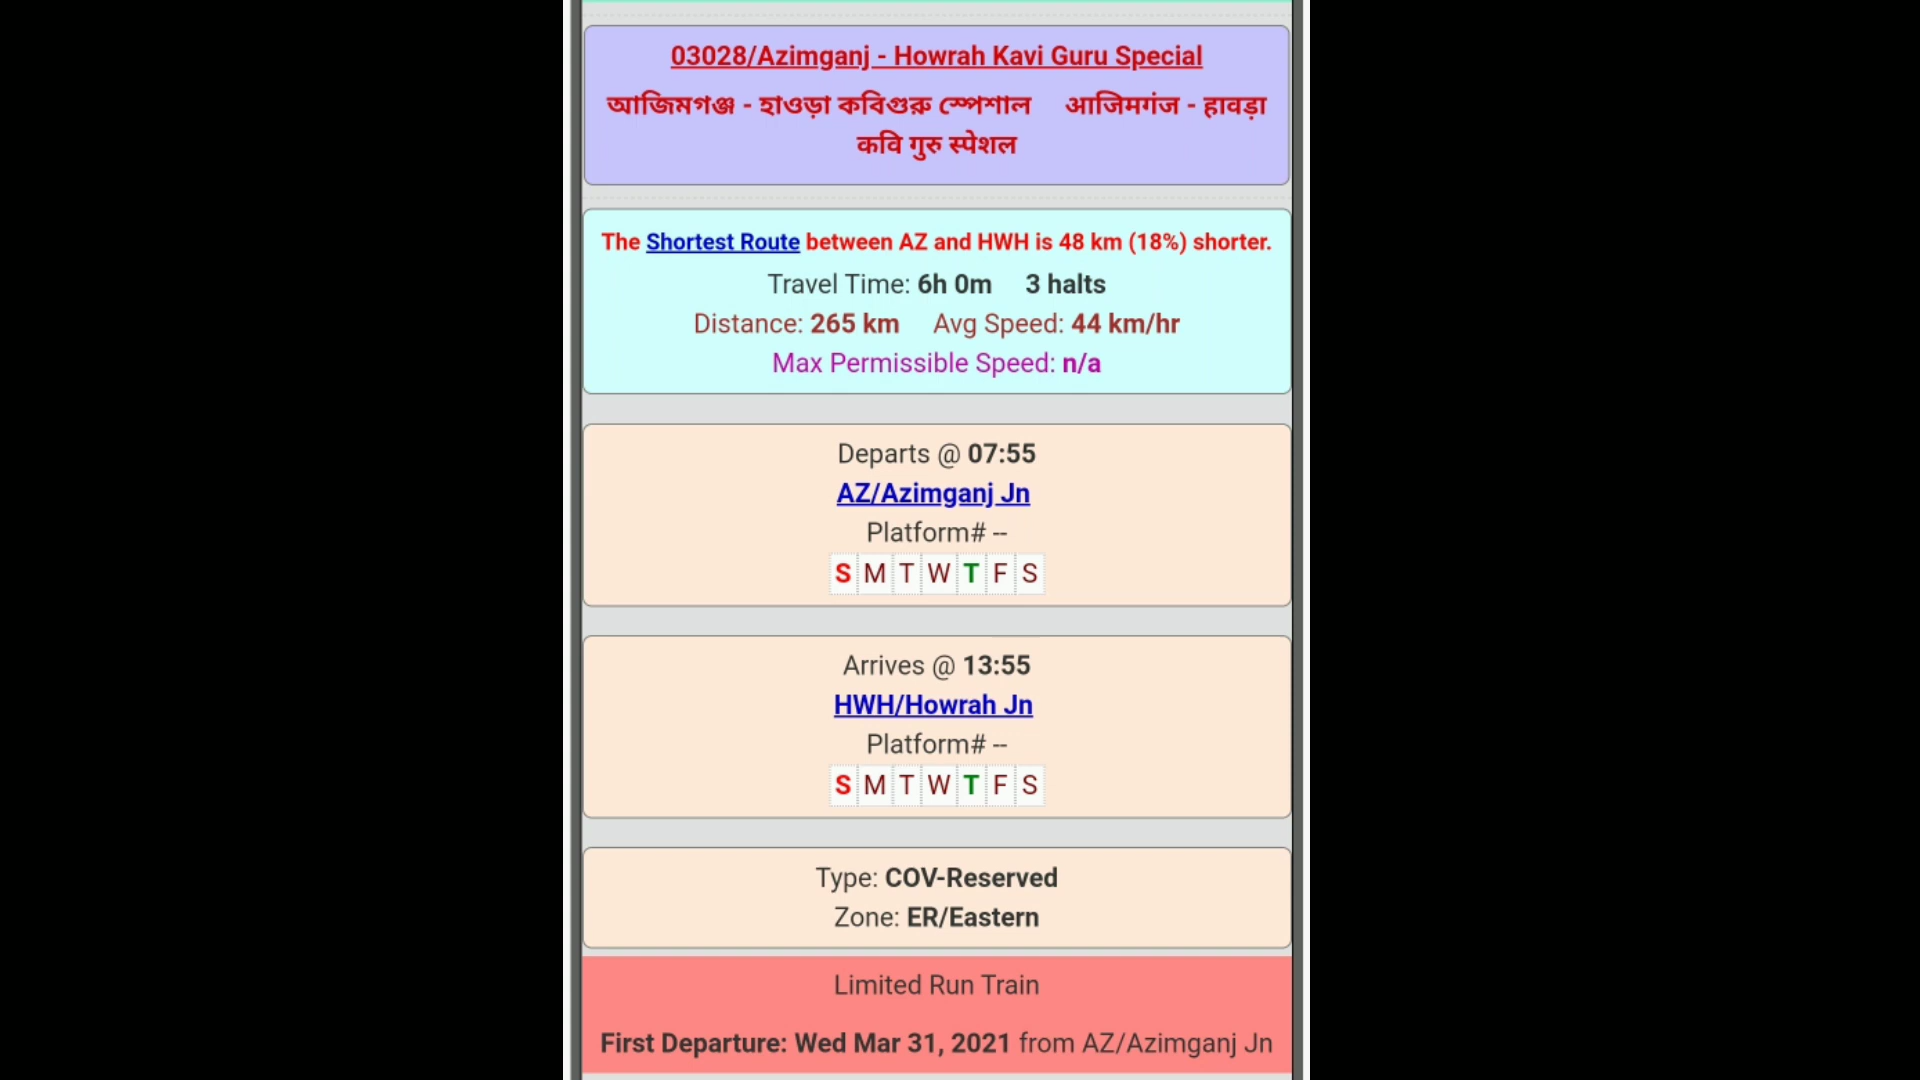 03028/Azimganj - Howrah Kavi Guru Special
আজিমগঞ্জ - হাওড়া কবিগুরু স্পেশাল आजिमगंज - हावड़ा
कवि गुरु स्पेशल
The Shortest Route between AZ and HWH is 48 km (18%) shorter.
Travel Time: 6h 0m 3 halts
Distance: 265 km Avg Speed: 44 km/hr
Max Permissible Speed: n/a
Departs @ 07:55
AZ/Azimganj Jn
Platform# --
S M T W T F S
Arrives @ 13:55
HWH/Howrah Jn
Platform# --
S M T W T F S
Type: COV-Reserved
Zone: ER/Eastern
Limited Run Train
First Departure: Wed Mar 31, 2021 from AZ/Azimganj Jn